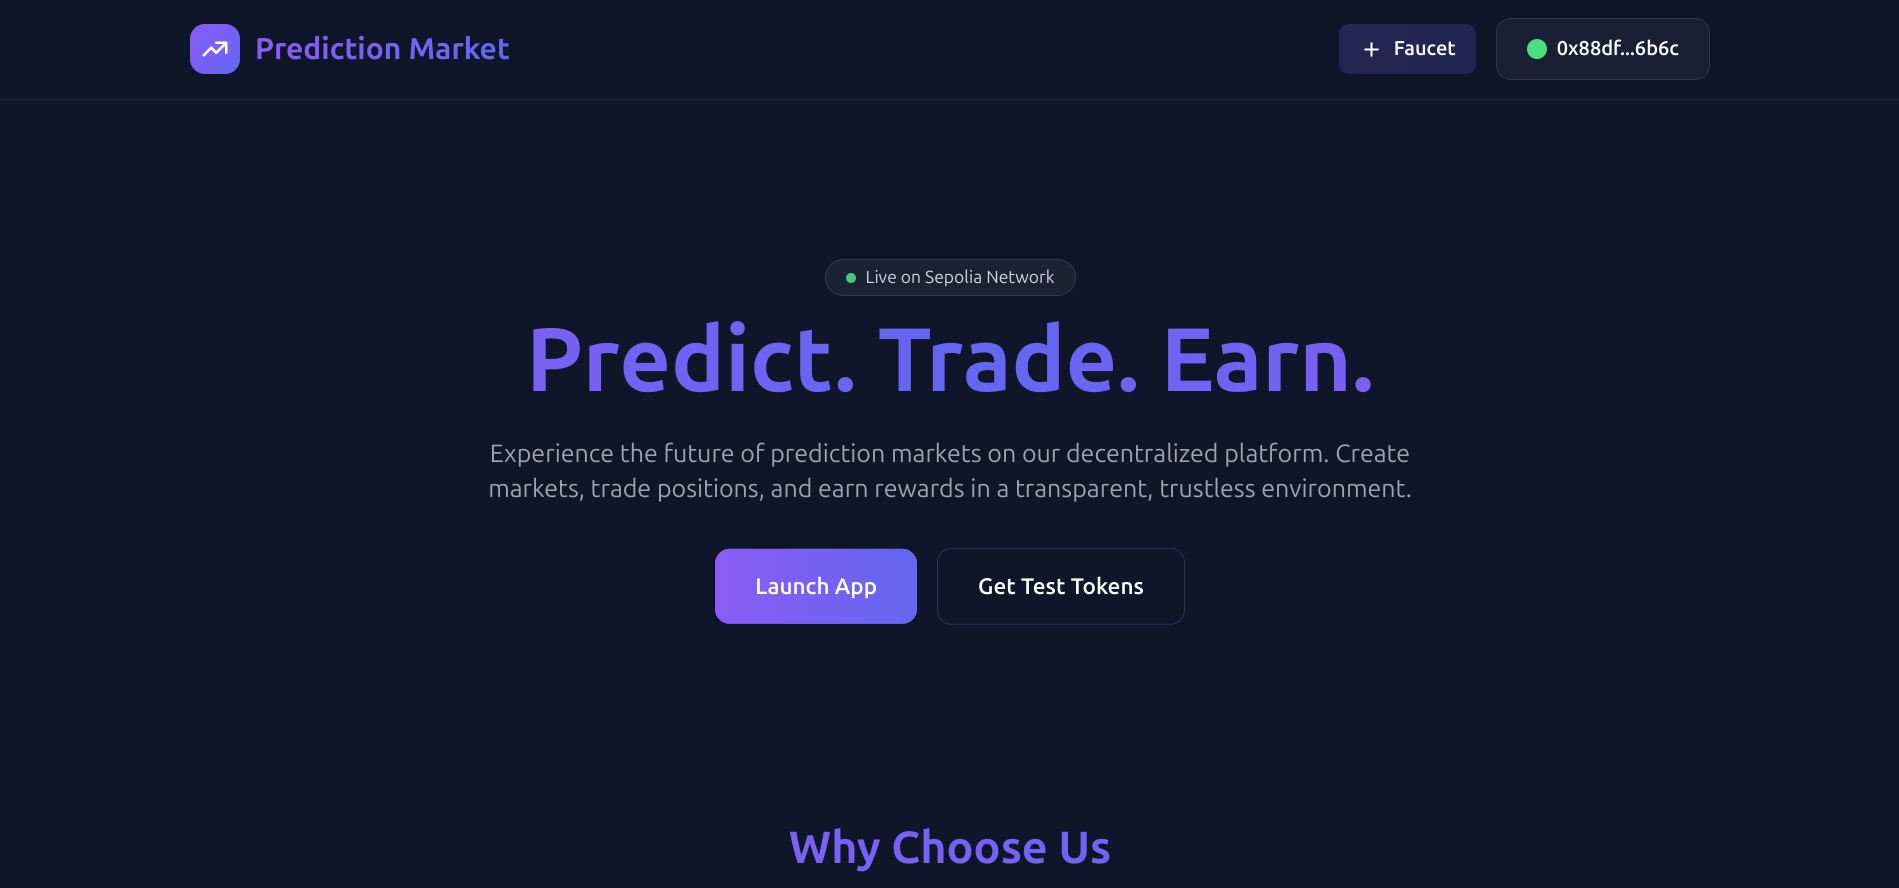 Prediction Market
Faucet
0x88df...6b6c
Live on Sepolia Network
Predict. Trade. Earn.
Experience the future of prediction markets on our decentralized platform. Create
markets, trade positions, and earn rewards in a transparent, trustless environment.
Launch App
Get Test Tokens
Why Choose Us